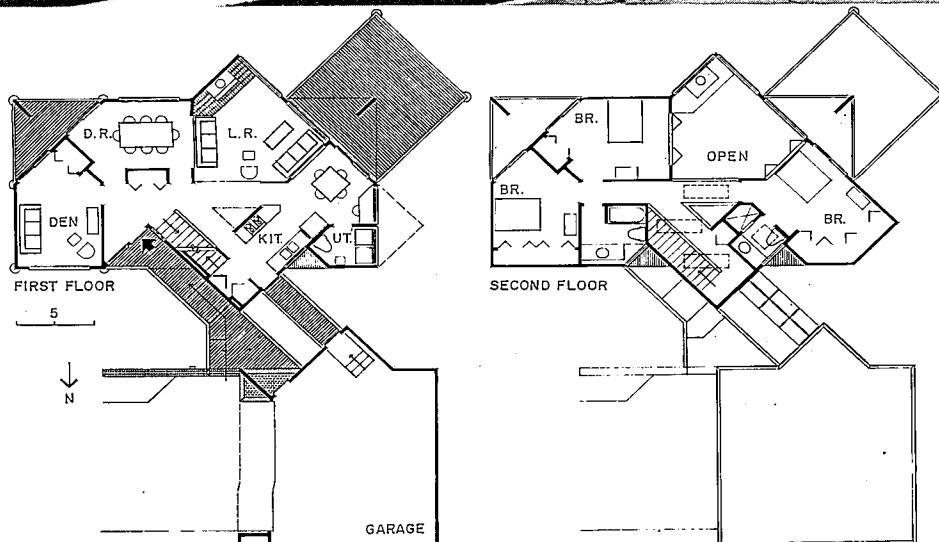 D.R.
L.R.
DEN
KIT.
UT.
FIRST FLOOR
5
N
GARAGE
BR.
OPEN
BR.
BR.
SECOND FLOOR